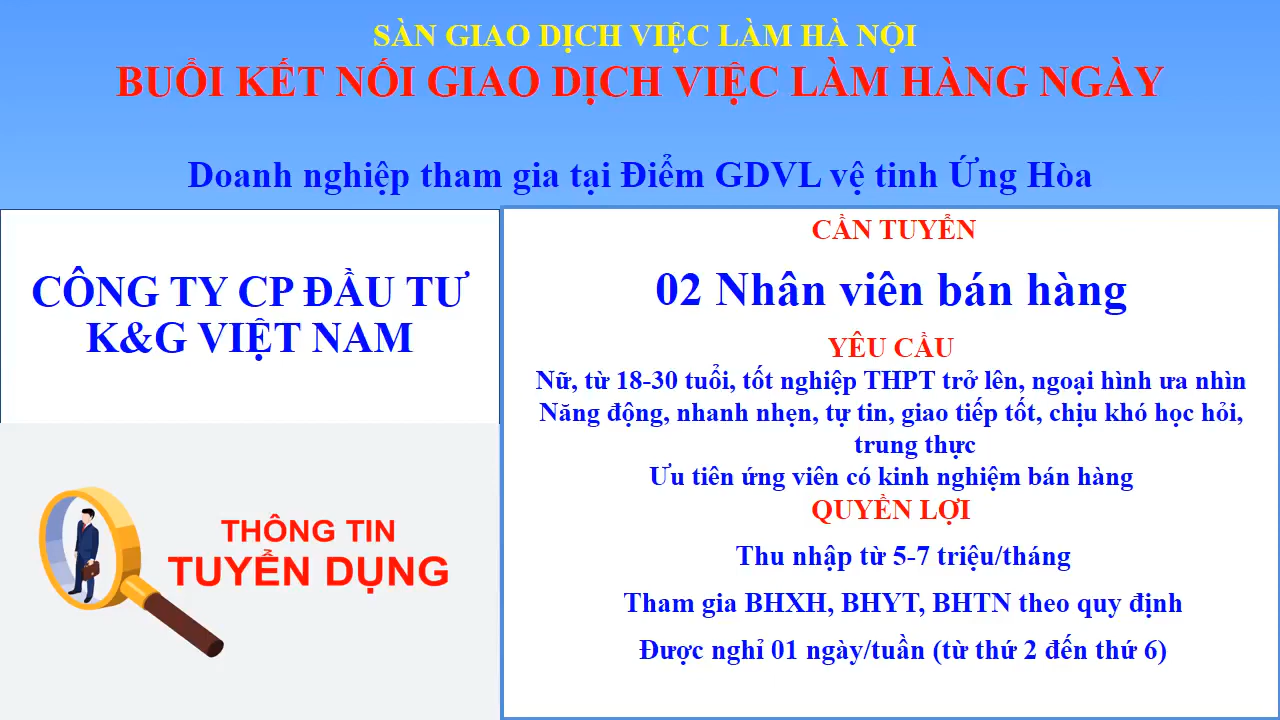 SÀN GIAO DỊCH VIỆC LÀM HÀ NỘI
BUỔI KẾT NỐI GIAO DỊCH VIỆC LÀM HÀNG NGÀY
Doanh nghiệp tham gia tại Điểm GDVL vệ tinh Ứng Hòa
CÔNG TY CP ĐẦU TƯ
K&G VIỆT NAM
THÔNG TIN
TUYỂN DỤNG
CẦN TUYỂN
02 Nhân viên bán hàng
YÊU CẦU
Nữ, từ 18-30 tuổi, tốt nghiệp THPT trở lên, ngoại hình ưa nhìn
Năng động, nhanh nhẹn, tự tin, giao tiếp tốt, chịu khó học hỏi,
trung thực
Ưu tiên ứng viên có kinh nghiệm bán hàng
QUYỀN LỢI
Thu nhập từ 5-7 triệu/tháng
Tham gia BHXH, BHYT, BHTN theo quy định
Được nghỉ 01 ngày/tuần (từ thứ 2 đến thứ 6)